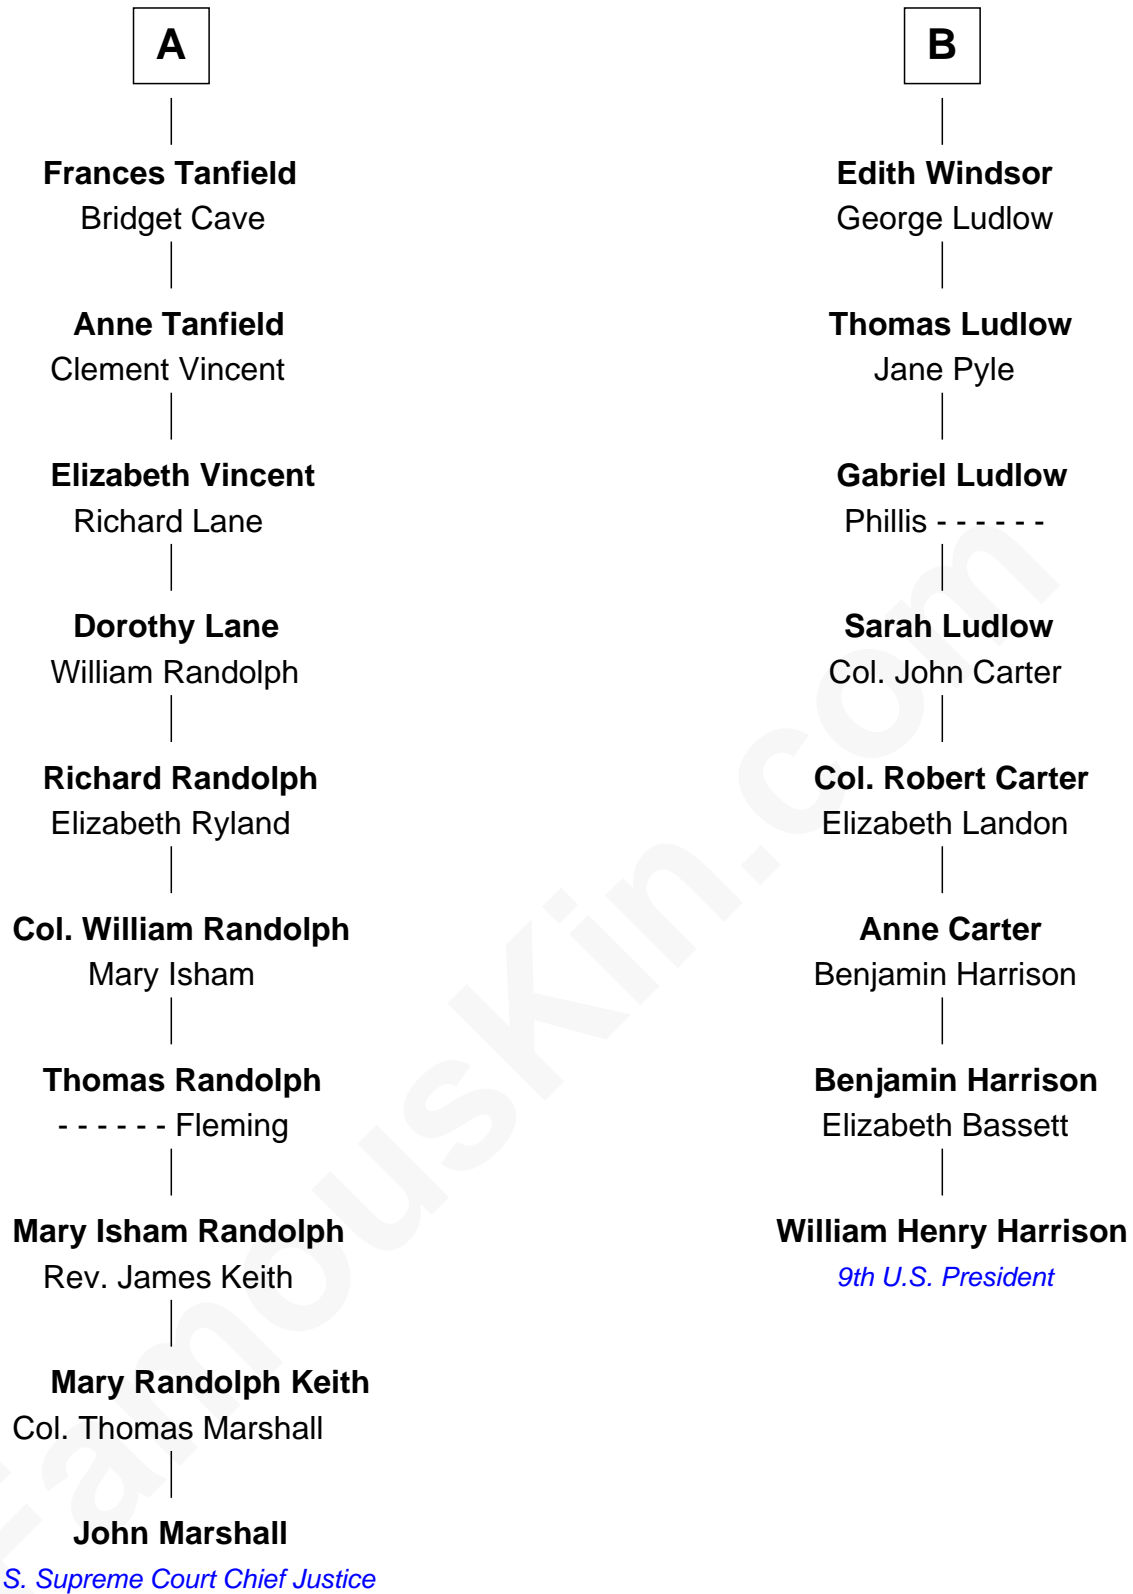 A
Frances Tanfield
Bridget Cave
Anne Tanfield
Clement Vincent
Elizabeth Vincent
Richard Lane
Dorothy Lane
William Randolph
Richard Randolph
Elizabeth Ryland
Col. William Randolph
Mary Isham
Thomas Randolph
- - - - - - Fleming
Mary Isham Randolph
Rev. James Keith
Mary Randolph Keith
Col. Thomas Marshall
John Marshall
S. Supreme Court Chief Justice
B
Edith Windsor
George Ludlow
Thomas Ludlow
Jane Pyle
Gabriel Ludlow
Phillis - - - - - -
Sarah Ludlow
Col. John Carter
Col. Robert Carter
Elizabeth Landon
Anne Carter
Benjamin Harrison
Benjamin Harrison
Elizabeth Bassett
William Henry Harrison
9th U.S. President
FamousKin.com